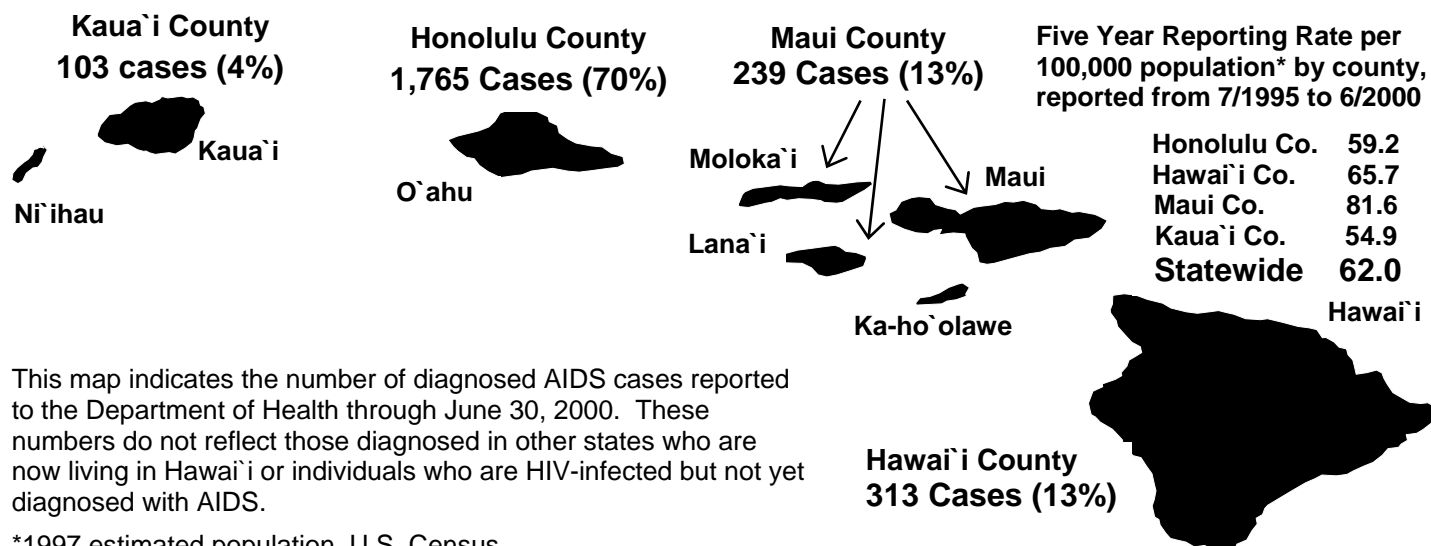 Kaua`i County
103 cases (4%)
Honolulu County
1,765 Cases (70%)
Maui County
239 Cases (13%)
Five Year Reporting Rate per
100,000 population* by county,
reported from 7/1995 to 6/2000
Honolulu Co. 59.2
Hawai`i Co. 65.7
Maui Co. 81.6
Kaua`i Co. 54.9
Statewide 62.0
Kaua`i
Ni`ihau
O`ahu
Moloka`i
Maui
Lana`i
Ka-ho`olawe
Hawai`i
This map indicates the number of diagnosed AIDS cases reported
to the Department of Health through June 30, 2000. These
numbers do not reflect those diagnosed in other states who are
now living in Hawai`i or individuals who are HIV-infected but not yet
diagnosed with AIDS.
Hawai`i County
313 Cases (13%)
*1997 estimated population, U.S. Census